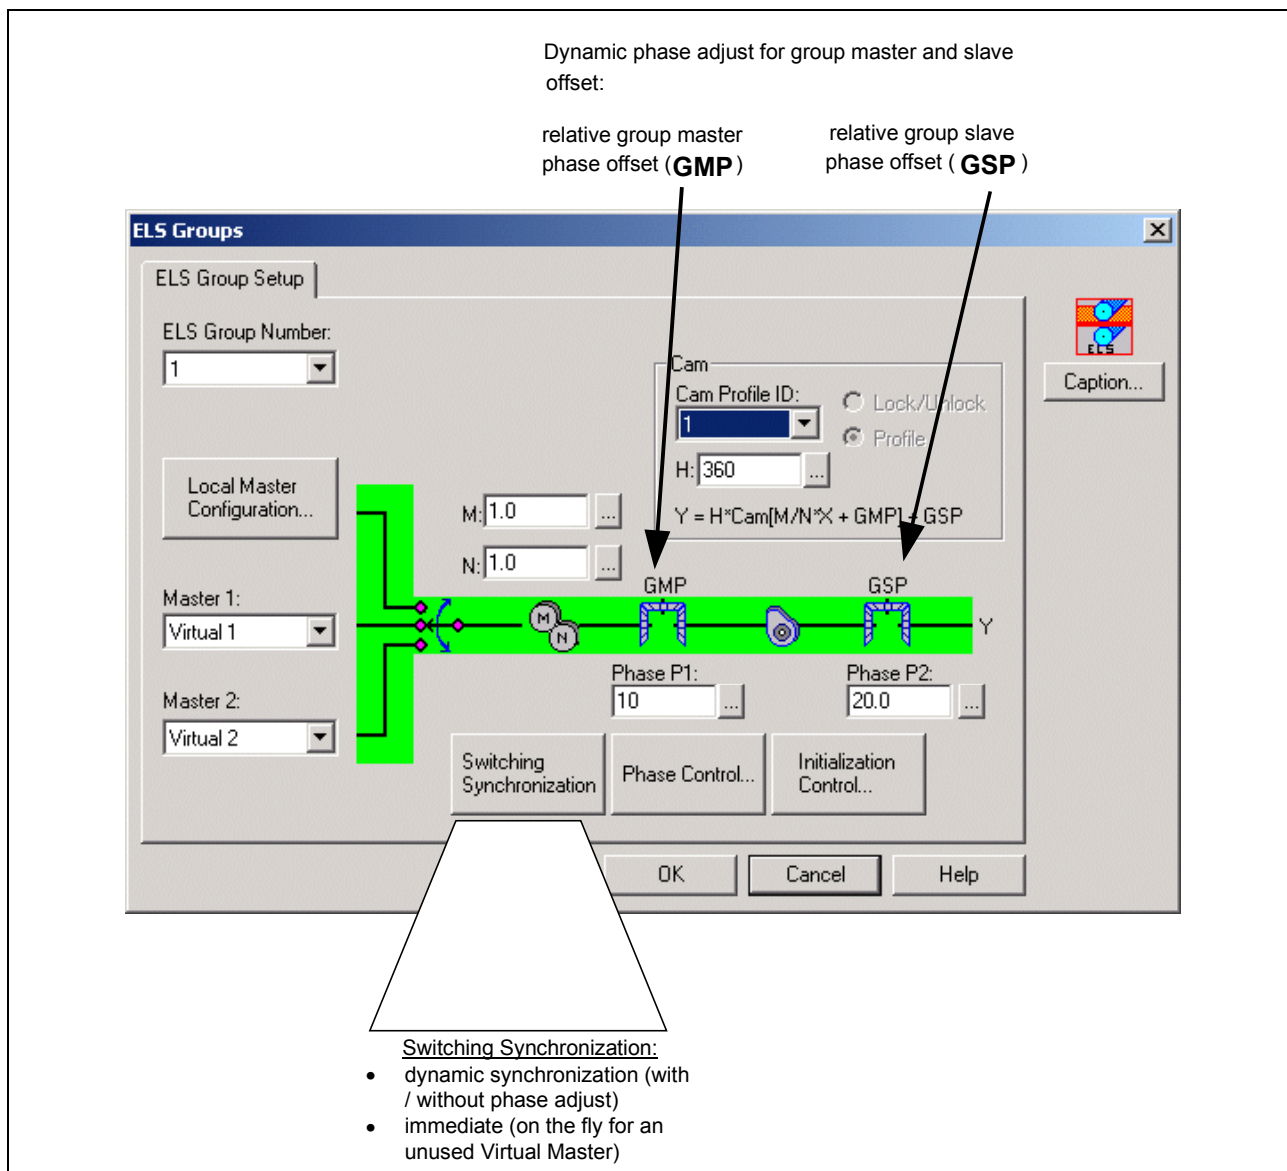 Dynamic phase adjust for group master and slave
offset:
relative group master
phase offset (GMP)
relative group slave
phase offset ( GSP )
ELS Groups
ELS Group Setup
ELS Group Number:
1
ELS
Caption...
Cam
Cam Profile ID:
1
Lock/Unlock
Profile
H: 360 ...
Y = H*Cam[M/N*X + GMP] + GSP
Local Master
Configuration...
M: 1.0 ...
N: 1.0 ...
Master 1:
Virtual 1
GMP
GSP
M
N
Y
Master 2:
Virtual 2
Phase P1:
10 ...
Phase P2:
20.0 ...
Switching
Synchronization
Phase Control...
Initialization
Control...
OK
Cancel
Help
Switching Synchronization:
• dynamic synchronization (with
/ without phase adjust)
• immediate (on the fly for an
unused Virtual Master)